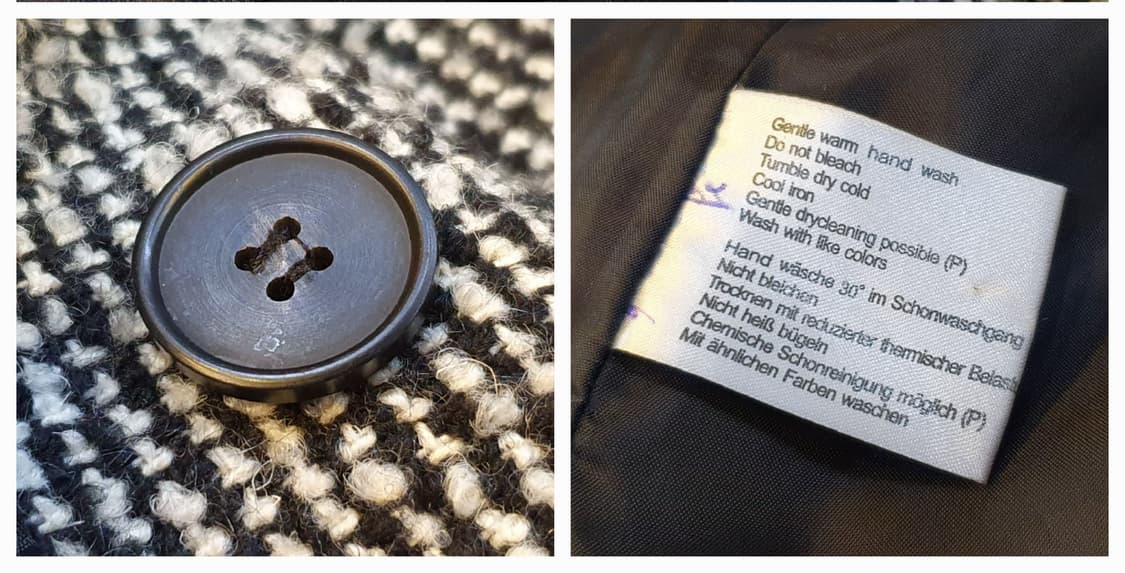 Gentle warm hand wash
Do not bleach
Tumble dry cold
Cool iron
Gentle drycleaning possible (P)
Wash with like colors
Hand wäsche 30° im Schonwaschgang
Nicht bleichen
Trocknen mit reduzierter thermischer
Nicht heiß bügeln
Chemische Schonreinigung möglich (P)
Mit ähnlichen Farben waschen